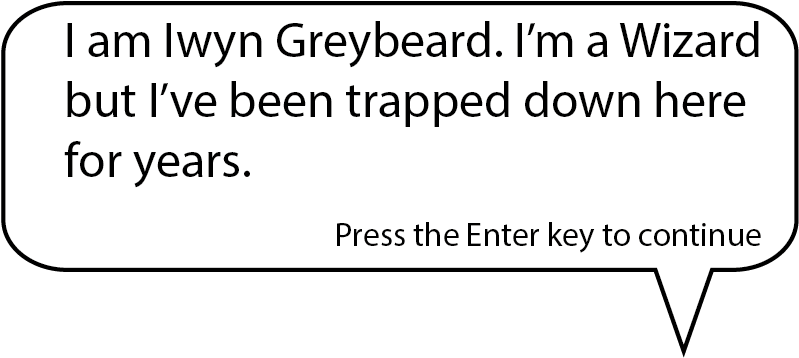 I am Iwyn Greybeard. I’m a Wizard
but I’ve been trapped down here
for years.
Press the Enter key to continue